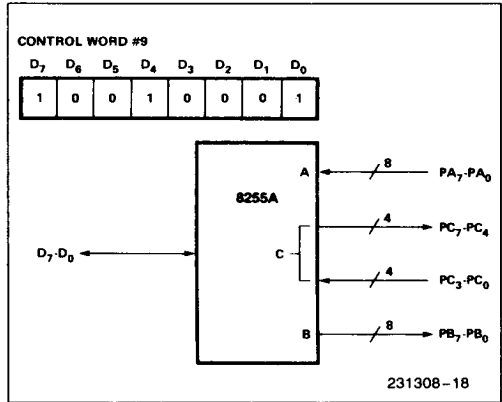 CONTROL WORD #9
D7 D6 D5 D4 D3 D2 D1 D0
1 0 0 1 0 0 0 1
A 8 PA7-PA0
8255A
4 PC7-PC4
D7-D0 C
4 PC3-PC0
B 8 PB7-PB0
231308-18